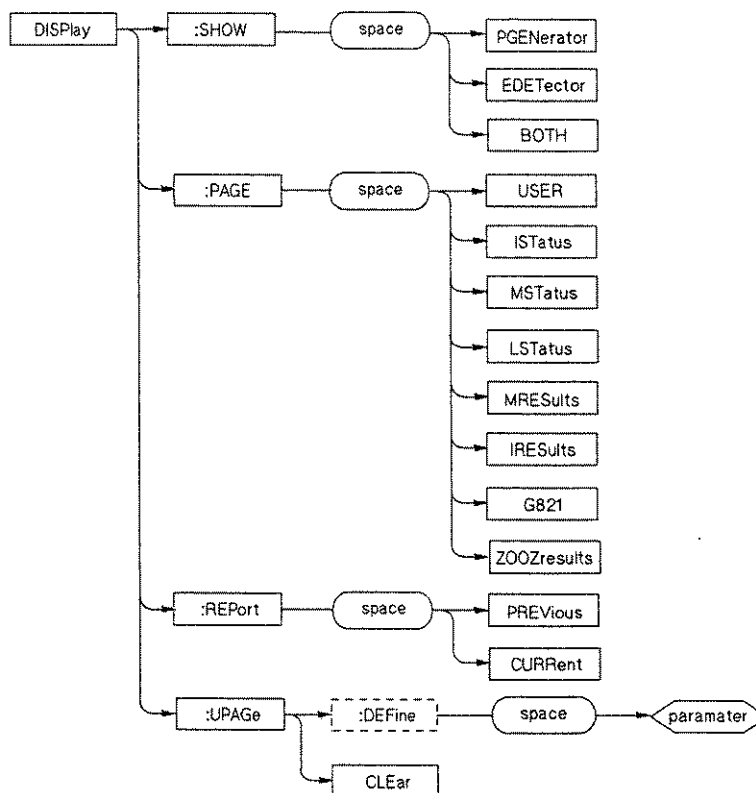 DISPlay
:SHOW
space
PGENerator
EDETector
BOTH
:PAGE
space
USER
ISTatus
MSTatus
LSTatus
MRESults
IRESults
G821
ZOOZresults
:REPort
space
PREVious
CURRent
:UPAGe
:DEFine
space
paramater
CLEar